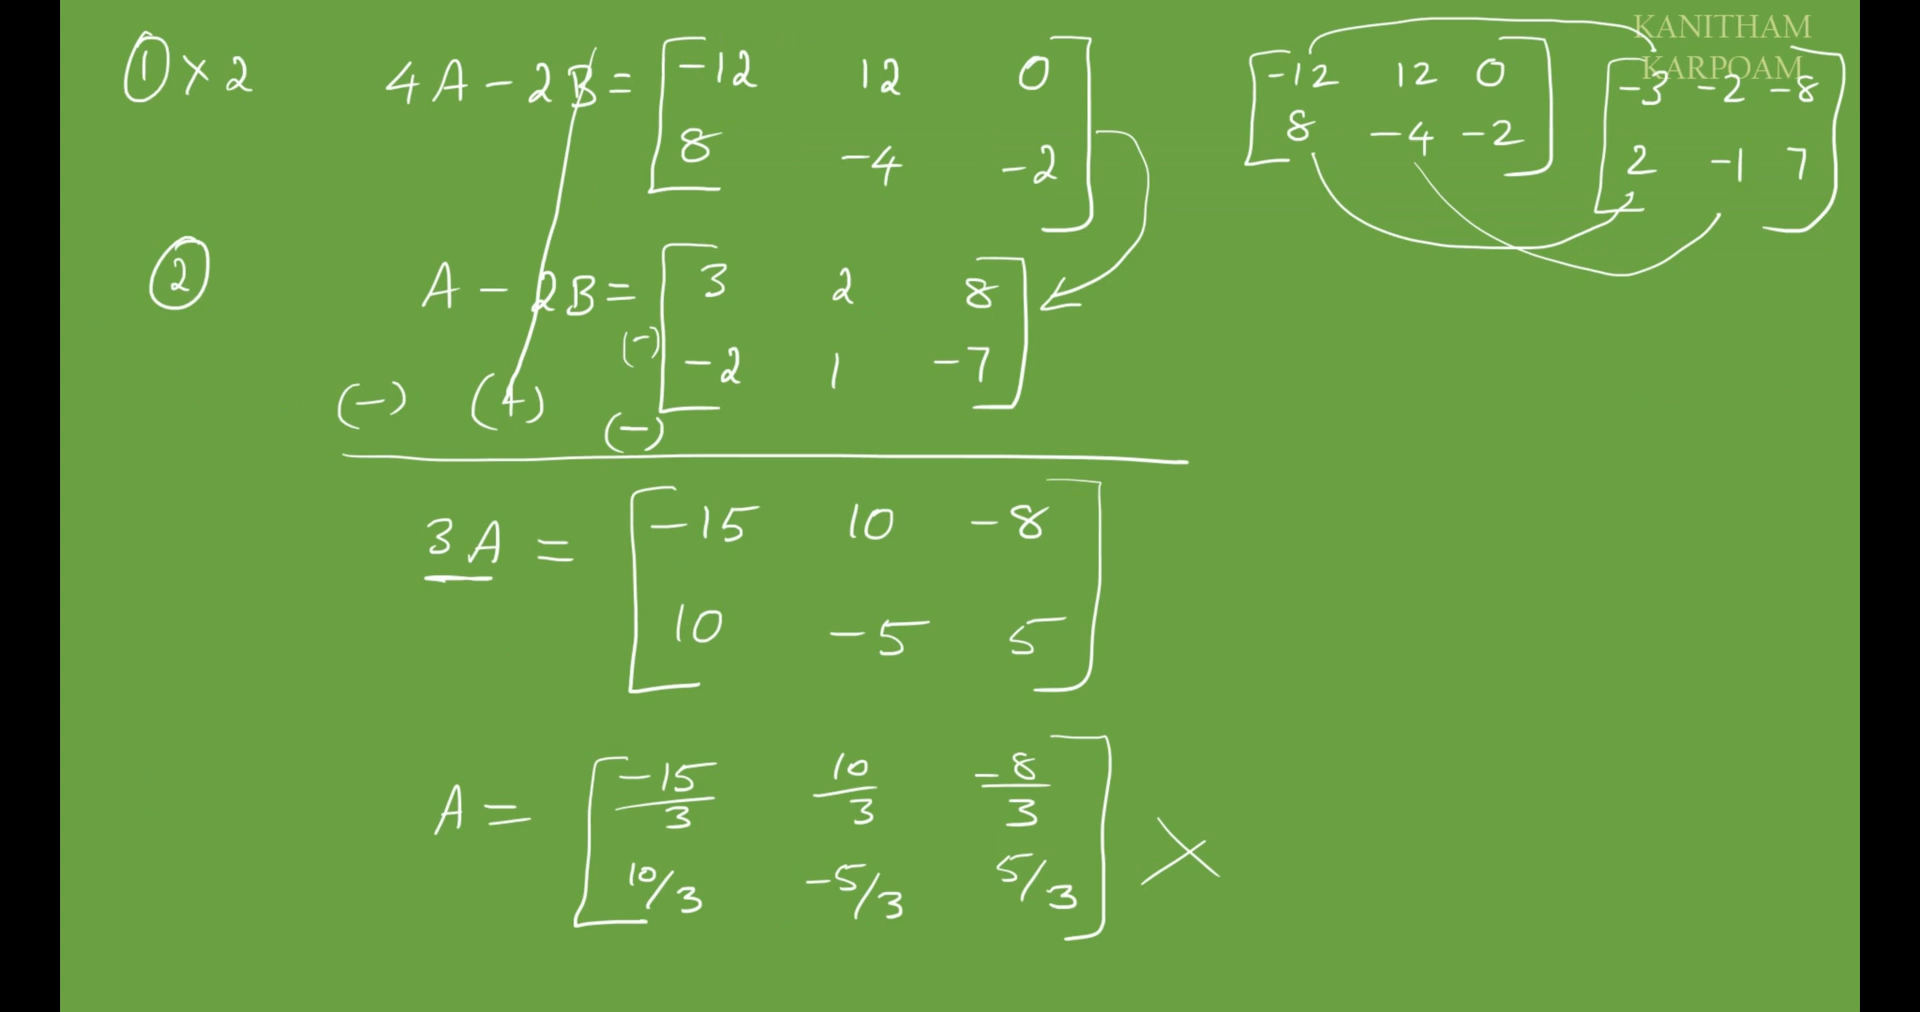 KANITHAM
KARPOAM
① × 2 4A − 2B = [ −12 12 0
8 −4 −2 ]
[ −12 12 0
8 −4 −2 ] [ −3 −2 −8
2 −1 7 ]
② A − 2B = [ 3 2 8
−2 1 −7 ]
(−)
(−) (+) (−)
3A = [ −15 10 −8
10 −5 5 ]
A = [ −15/3 10/3 −8/3
10/3 −5/3 5/3 ] ×